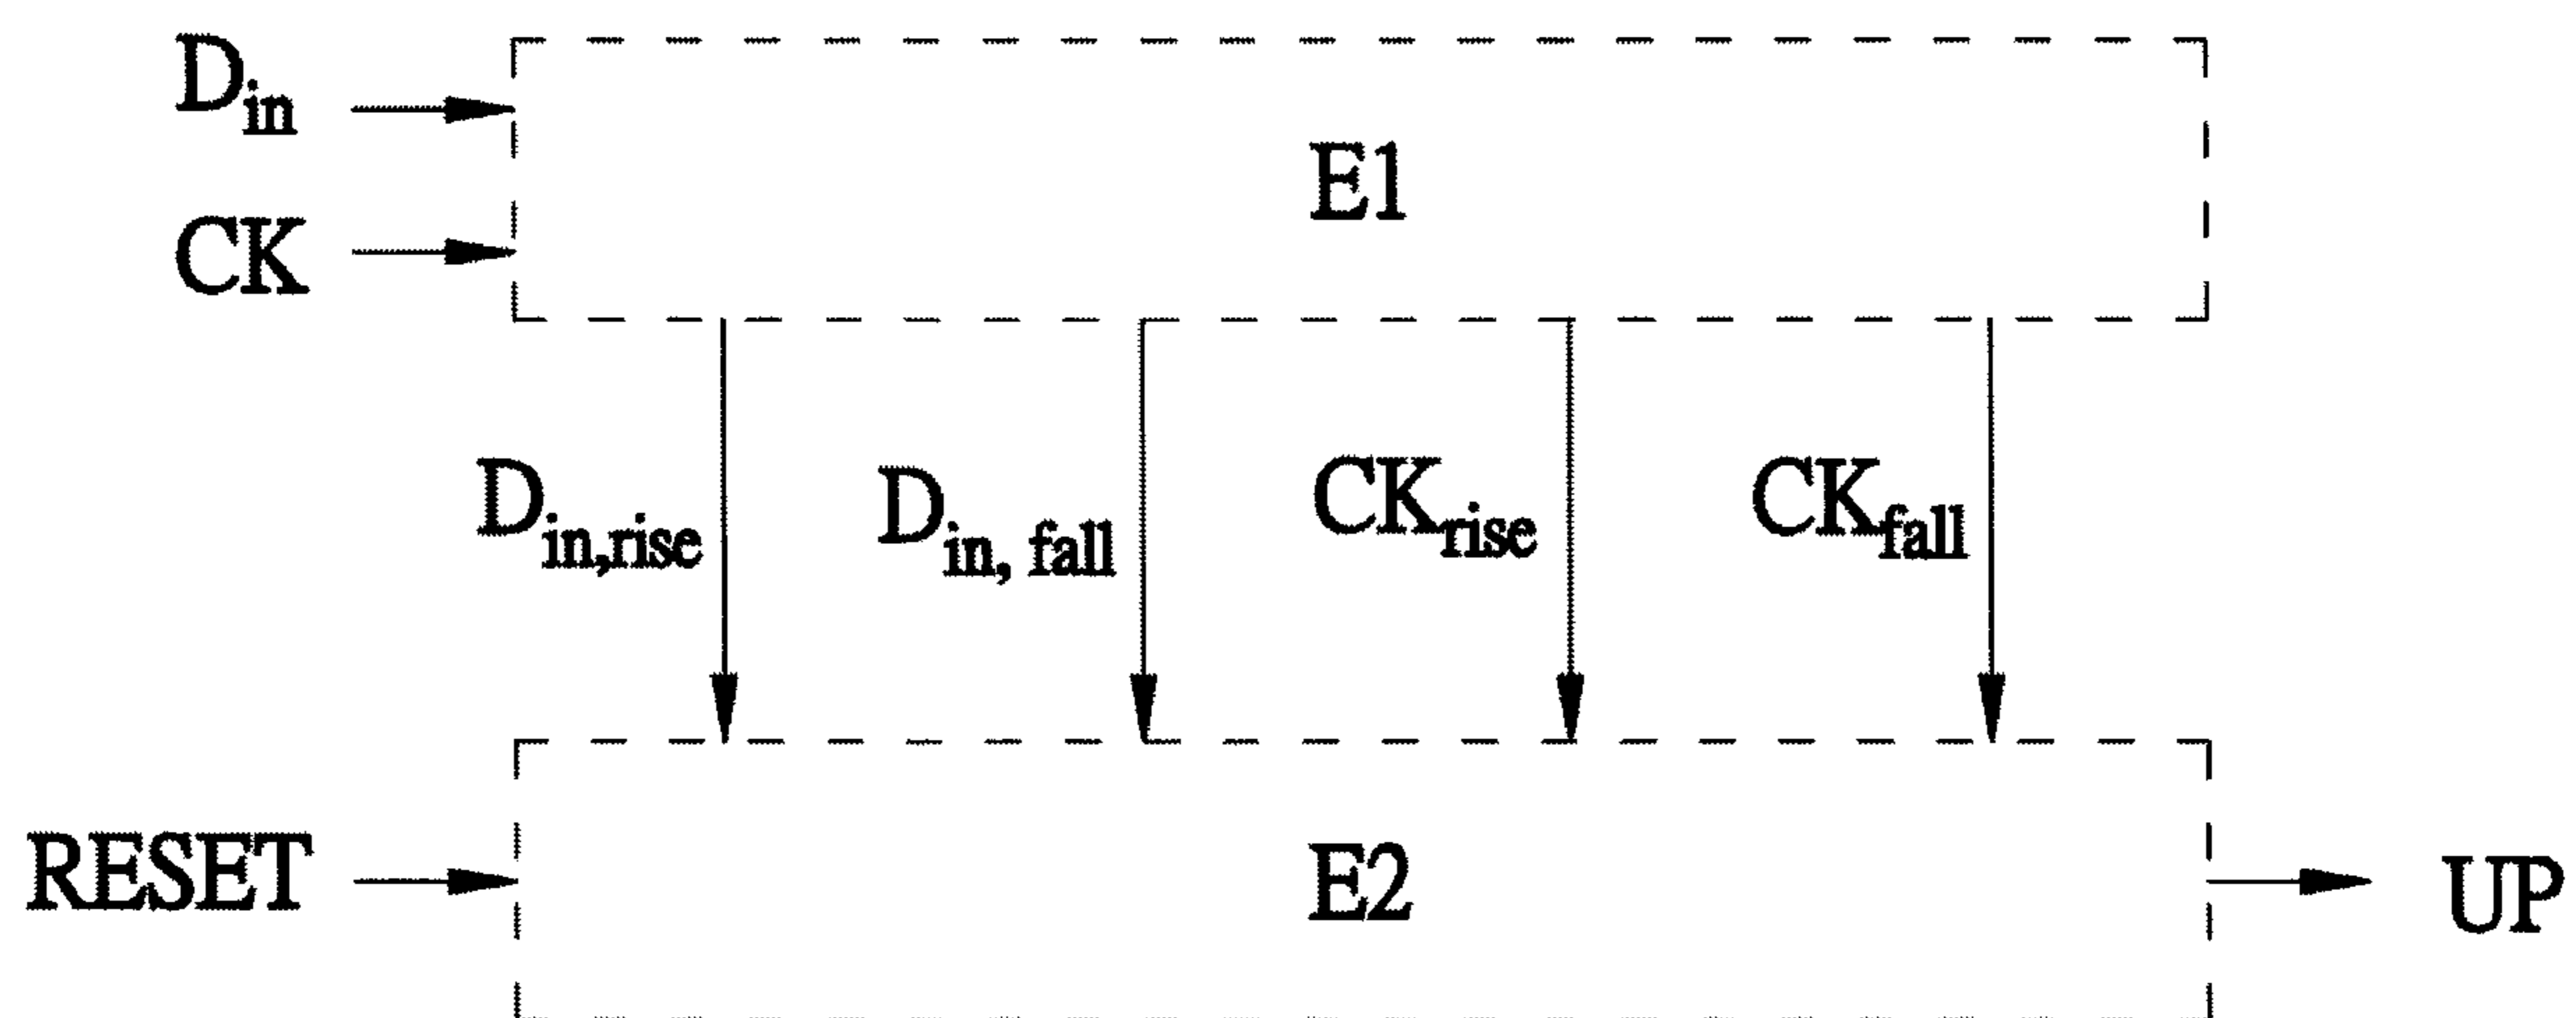 D_in
E1
CK
D_in,rise
D_in, fall
CK_rise
CK_fall
RESET
E2
UP